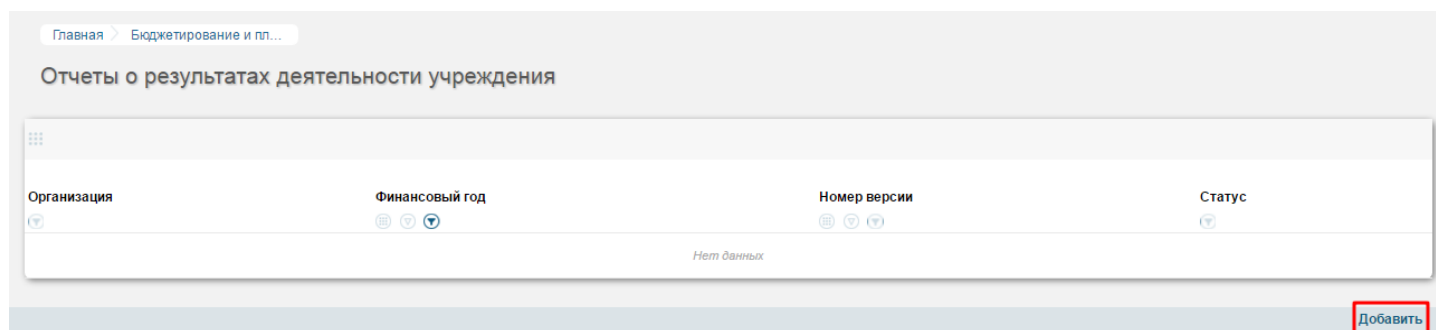 Главная Бюджетирование и пл...
Отчеты о результатах деятельности учреждения
Организация Финансовый год Номер версии Статус
Нет данных
Добавить